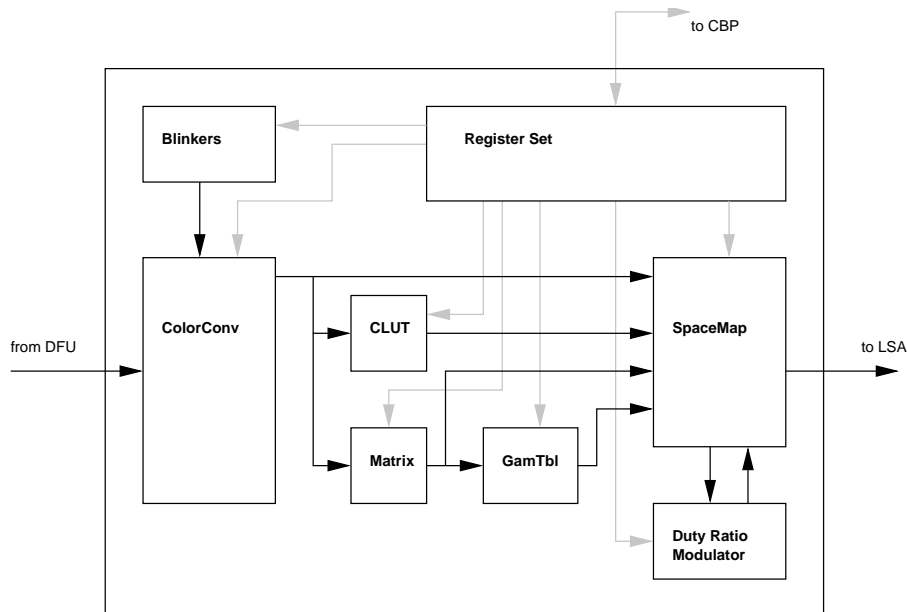 to CBP
Blinkers
Register Set
ColorConv
CLUT
SpaceMap
from DFU
to LSA
Matrix
GamTbl
Duty Ratio
Modulator